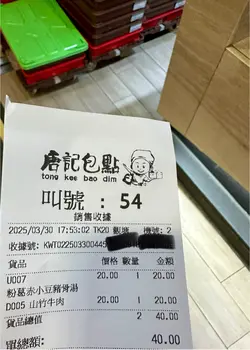 唐記包點
tong kee bao dim
叫號 : 54
銷售收據
2025/03/30 17:53:02 TK20 觀塘 機號: 2
收據號: KWT02250330044
貨品 價格 數量 金額
U007 20.00 1 20.00
粉葛赤小豆豬骨湯
D005 山竹牛肉 20.00 1 20.00
貨品總值 2 40.00
單總額: 40.00